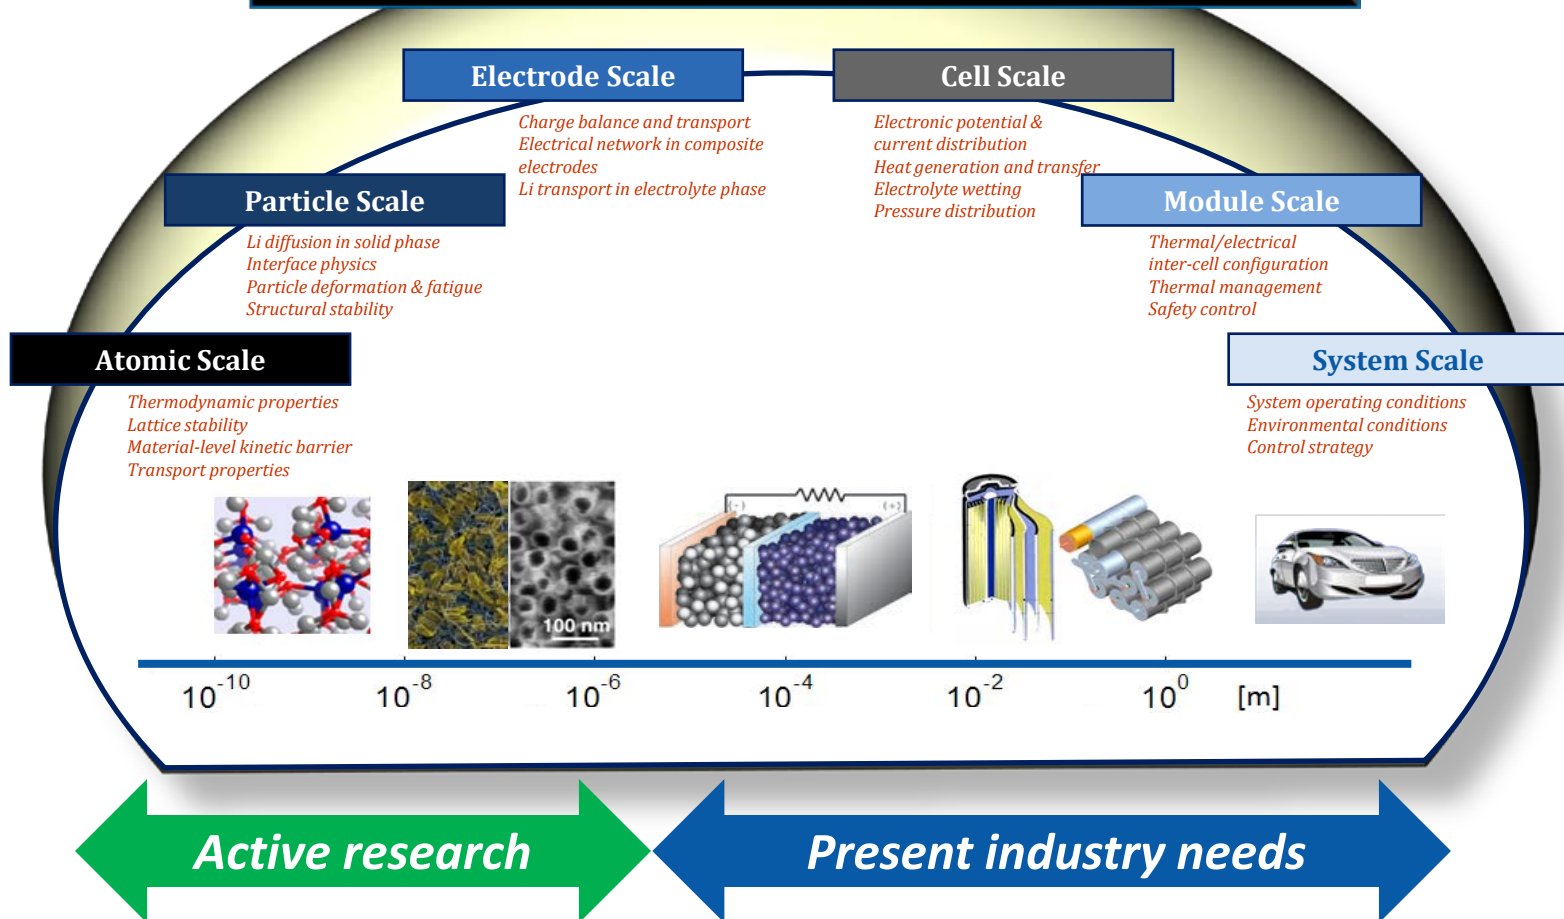 Electrode Scale
Charge balance and transport
Electrical network in composite
electrodes
Li transport in electrolyte phase
Cell Scale
Electronic potential &
current distribution
Heat generation and transfer
Electrolyte wetting
Pressure distribution
Particle Scale
Li diffusion in solid phase
Interface physics
Particle deformation & fatigue
Structural stability
Module Scale
Thermal/electrical
inter-cell configuration
Thermal management
Safety control
Atomic Scale
Thermodynamic properties
Lattice stability
Material-level kinetic barrier
Transport properties
System Scale
System operating conditions
Environmental conditions
Control strategy
100 nm
(-)
(+)
10^-10 10^-8 10^-6 10^-4 10^-2 10^0 [m]
Active research
Present industry needs